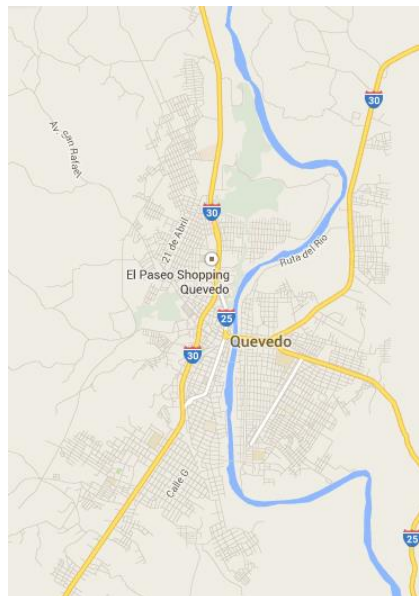 30
Av. san Rafael
30
21 de Abril
Ruta del Rio
El Paseo Shopping
Quevedo
25
Quevedo
30
Calle G
25